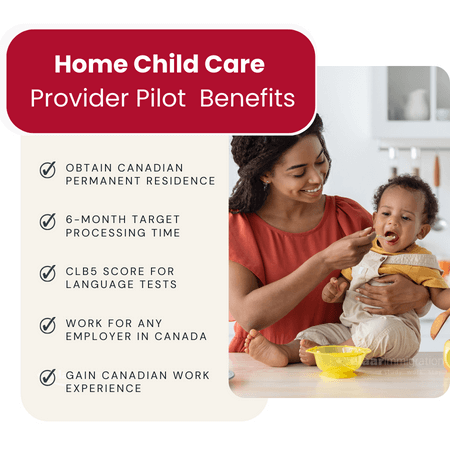 Home Child Care
Provider Pilot Benefits
OBTAIN CANADIAN
PERMANENT RESIDENCE
6-MONTH TARGET
PROCESSING TIME
CLB5 SCORE FOR
LANGUAGE TESTS
WORK FOR ANY
EMPLOYER IN CANADA
GAIN CANADIAN WORK
EXPERIENCE